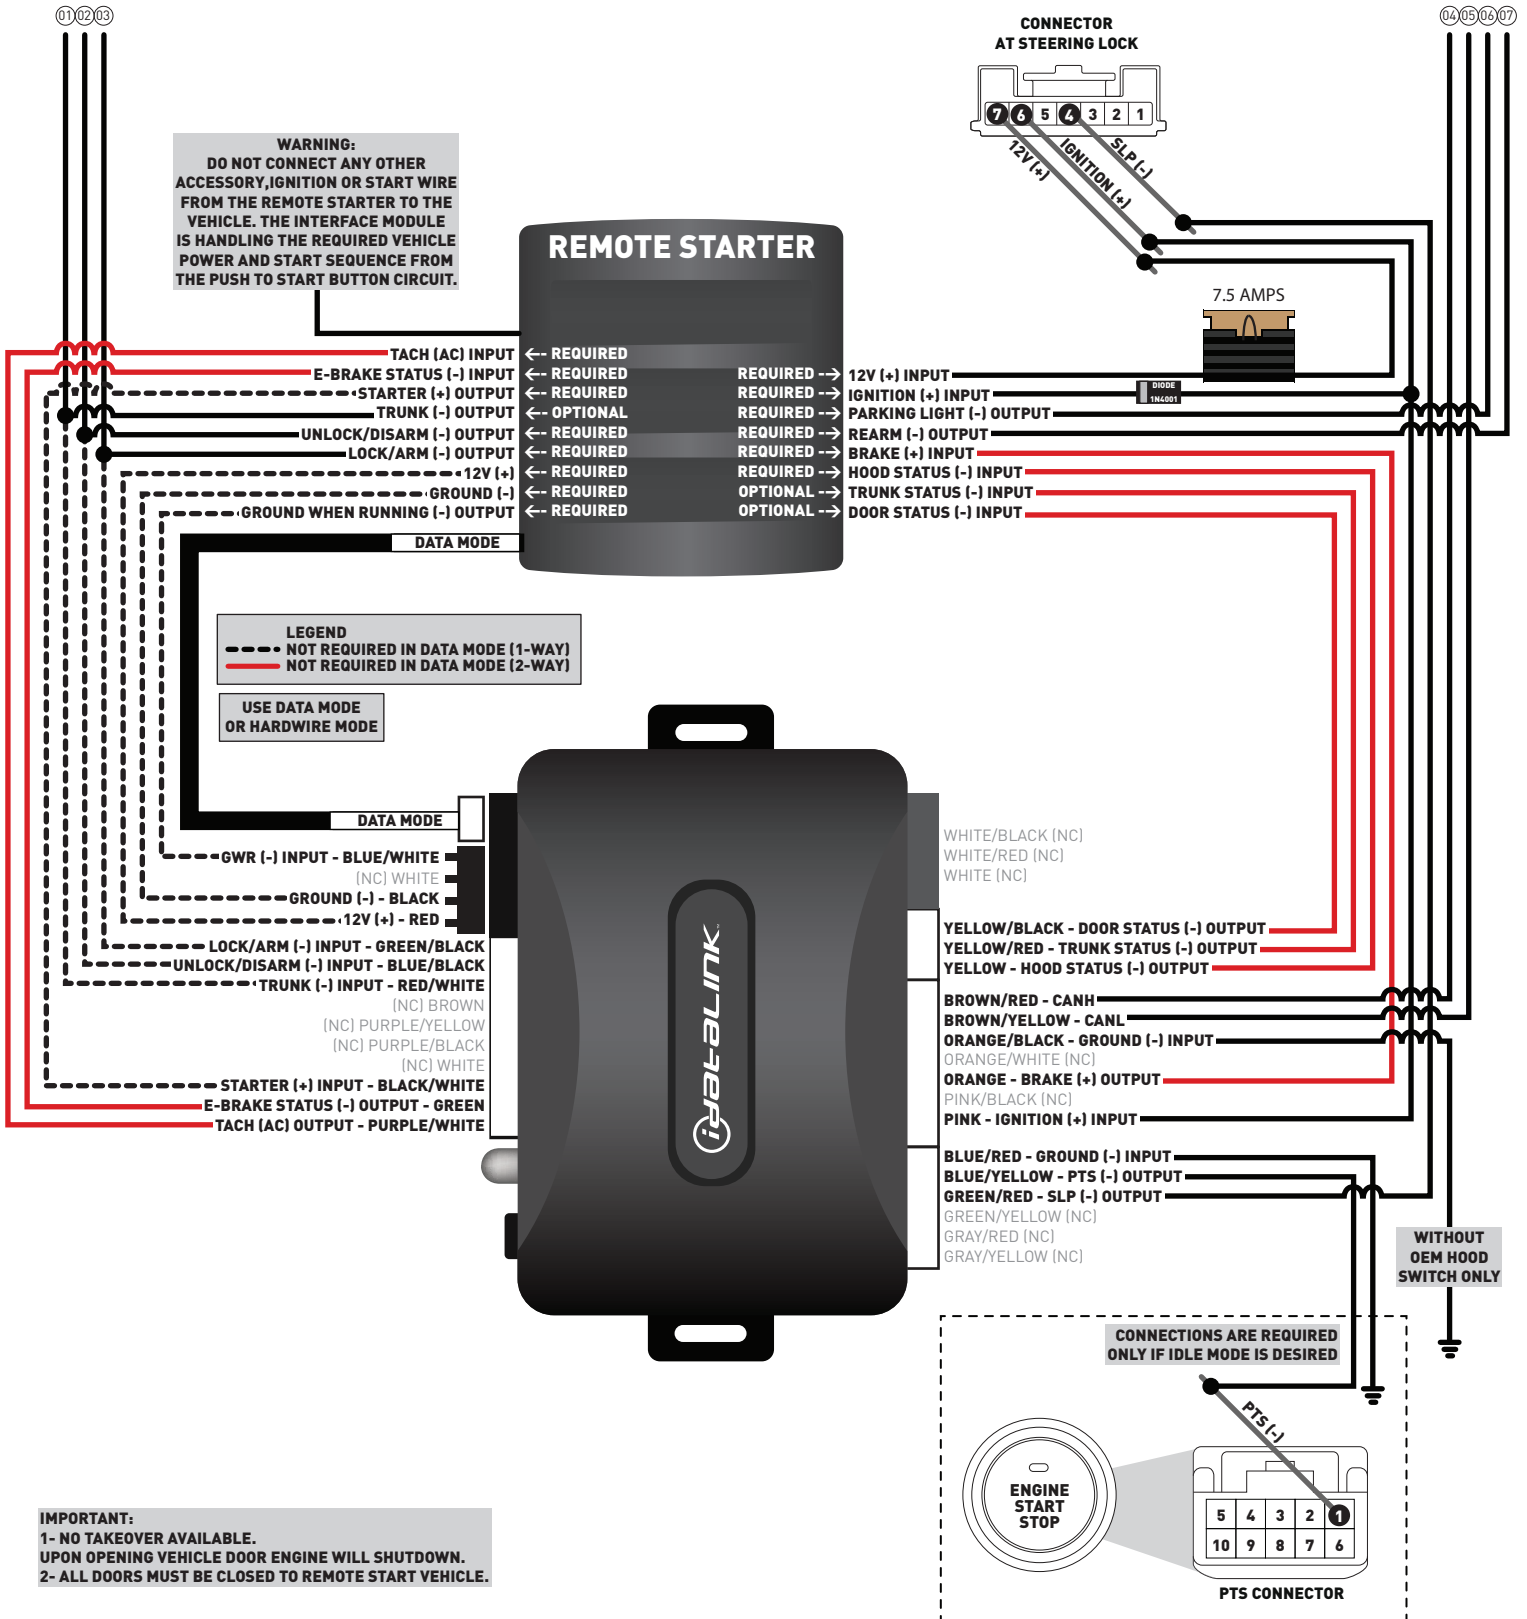 01 02 03
04 05 06 07
CONNECTOR
AT STEERING LOCK
7 6 5 4 3 2 1
12V (+)
IGNITION (+)
SLP (-)
WARNING:
DO NOT CONNECT ANY OTHER
ACCESSORY,IGNITION OR START WIRE
FROM THE REMOTE STARTER TO THE
VEHICLE. THE INTERFACE MODULE
IS HANDLING THE REQUIRED VEHICLE
POWER AND START SEQUENCE FROM
THE PUSH TO START BUTTON CIRCUIT.
REMOTE STARTER
7.5 AMPS
DIODE
1N4001
TACH (AC) INPUT <-- REQUIRED
E-BRAKE STATUS (-) INPUT <-- REQUIRED
STARTER (+) OUTPUT <-- REQUIRED
TRUNK (-) OUTPUT <-- OPTIONAL
UNLOCK/DISARM (-) OUTPUT <-- REQUIRED
LOCK/ARM (-) OUTPUT <-- REQUIRED
12V (+) <-- REQUIRED
GROUND (-) <-- REQUIRED
GROUND WHEN RUNNING (-) OUTPUT <-- REQUIRED
REQUIRED --> 12V (+) INPUT
REQUIRED --> IGNITION (+) INPUT
REQUIRED --> PARKING LIGHT (-) OUTPUT
REQUIRED --> REARM (-) OUTPUT
REQUIRED --> BRAKE (+) INPUT
REQUIRED --> HOOD STATUS (-) INPUT
OPTIONAL --> TRUNK STATUS (-) INPUT
OPTIONAL --> DOOR STATUS (-) INPUT
DATA MODE
LEGEND
NOT REQUIRED IN DATA MODE (1-WAY)
NOT REQUIRED IN DATA MODE (2-WAY)
USE DATA MODE
OR HARDWIRE MODE
DATA MODE
GWR (-) INPUT - BLUE/WHITE
(NC) WHITE
GROUND (-) - BLACK
12V (+) - RED
LOCK/ARM (-) INPUT - GREEN/BLACK
UNLOCK/DISARM (-) INPUT - BLUE/BLACK
TRUNK (-) INPUT - RED/WHITE
(NC) BROWN
(NC) PURPLE/YELLOW
(NC) PURPLE/BLACK
(NC) WHITE
STARTER (+) INPUT - BLACK/WHITE
E-BRAKE STATUS (-) OUTPUT - GREEN
TACH (AC) OUTPUT - PURPLE/WHITE
idatalink
WHITE/BLACK (NC)
WHITE/RED (NC)
WHITE (NC)
YELLOW/BLACK - DOOR STATUS (-) OUTPUT
YELLOW/RED - TRUNK STATUS (-) OUTPUT
YELLOW - HOOD STATUS (-) OUTPUT
BROWN/RED - CANH
BROWN/YELLOW - CANL
ORANGE/BLACK - GROUND (-) INPUT
ORANGE/WHITE (NC)
ORANGE - BRAKE (+) OUTPUT
PINK/BLACK (NC)
PINK - IGNITION (+) INPUT
BLUE/RED - GROUND (-) INPUT
BLUE/YELLOW - PTS (-) OUTPUT
GREEN/RED - SLP (-) OUTPUT
GREEN/YELLOW (NC)
GRAY/RED (NC)
GRAY/YELLOW (NC)
WITHOUT
OEM HOOD
SWITCH ONLY
CONNECTIONS ARE REQUIRED
ONLY IF IDLE MODE IS DESIRED
PTS (-)
ENGINE
START
STOP
5 4 3 2 1
10 9 8 7 6
PTS CONNECTOR
IMPORTANT:
1- NO TAKEOVER AVAILABLE.
UPON OPENING VEHICLE DOOR ENGINE WILL SHUTDOWN.
2- ALL DOORS MUST BE CLOSED TO REMOTE START VEHICLE.